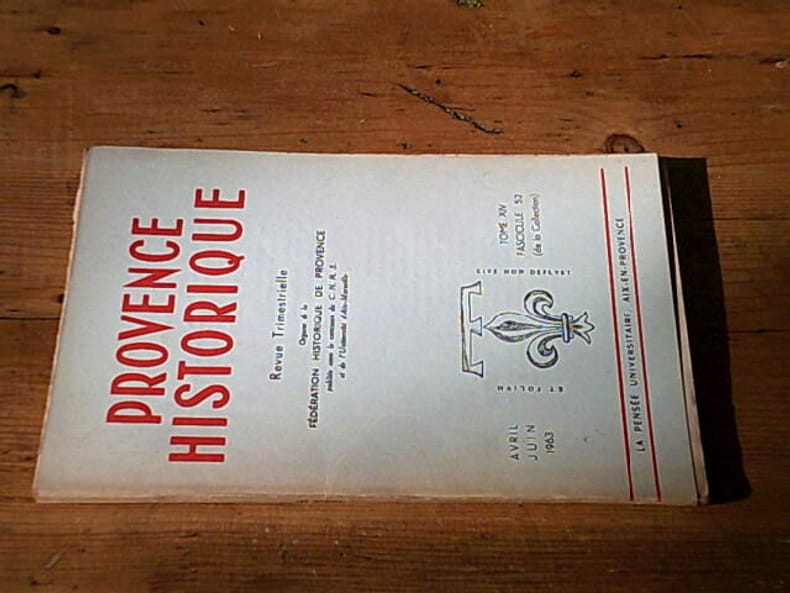 PROVENCE
HISTORIQUE
Revue Trimestrielle
Organe de la
FÉDÉRATION HISTORIQUE DE PROVENCE
publiée avec le concours du C.N.R.S.
et de l'Université d'Aix-Marseille
AVRIL
JUIN
1963
TOME XIV
FASCICULE 52
(de la Collection)
LA PENSÉE UNIVERSITAIRE, AIX-EN-PROVENCE